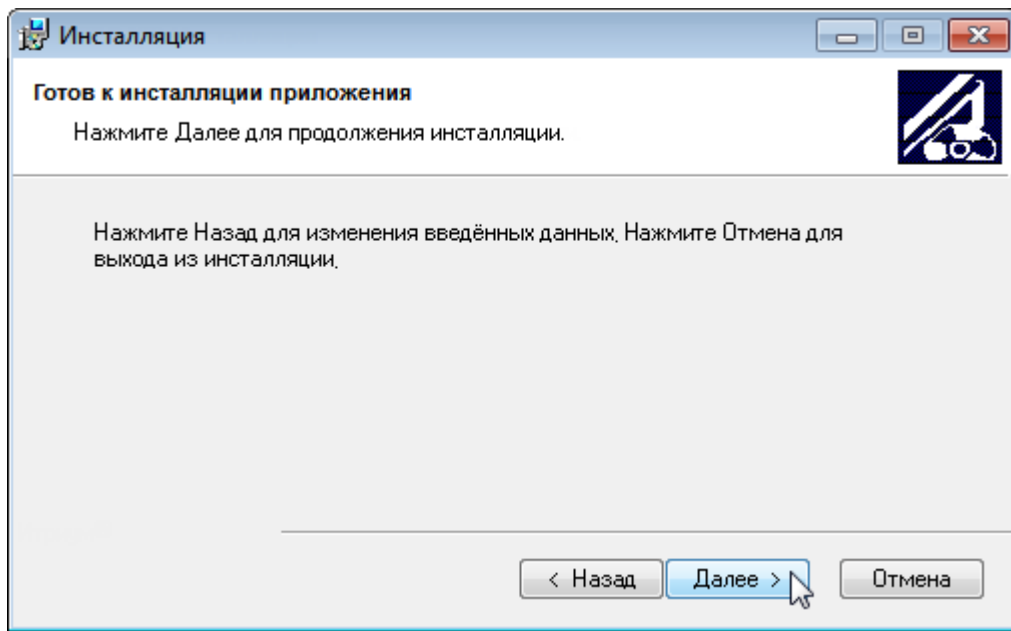 Инсталляция
Готов к инсталляции приложения
Нажмите Далее для продолжения инсталляции.
Нажмите Назад для изменения введённых данных. Нажмите Отмена для
выхода из инсталляции.
< Назад Далее > Отмена